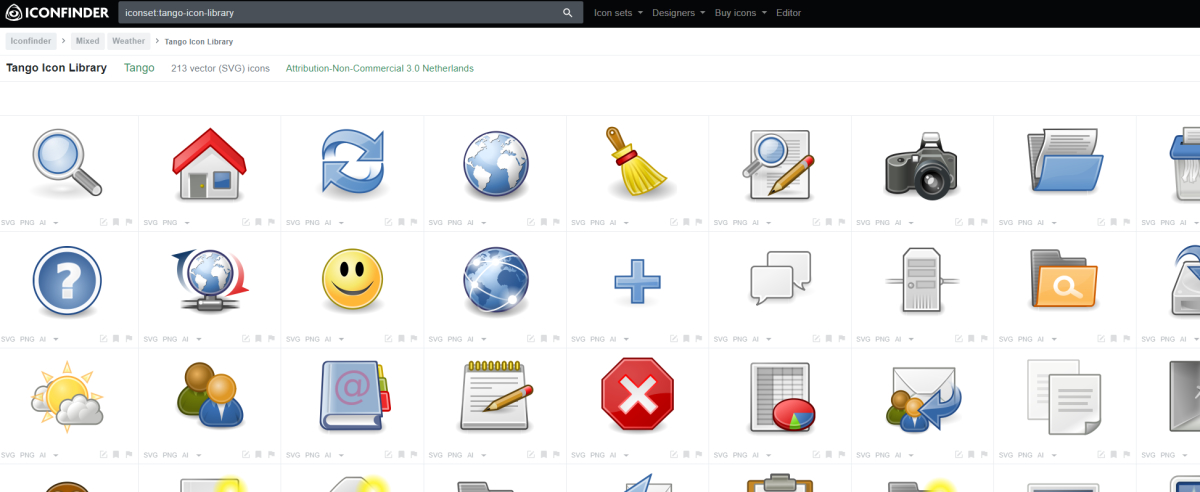 ICONFINDER iconset:tango-icon-library Icon sets Designers Buy icons Editor
Iconfinder > Mixed Weather > Tango Icon Library
Tango Icon Library Tango 213 vector (SVG) icons Attribution-Non-Commercial 3.0 Netherlands
SVG PNG AI SVG PNG SVG PNG AI SVG PNG AI SVG PNG AI SVG PNG AI SVG PNG AI SVG PNG AI SVG PNG AI
?
SVG PNG AI SVG PNG AI SVG PNG AI SVG PNG AI SVG PNG AI SVG PNG AI SVG PNG AI SVG PNG AI SVG PNG AI
@
SVG PNG AI SVG PNG AI SVG PNG AI SVG PNG AI SVG PNG AI SVG PNG AI SVG PNG AI SVG PNG AI SVG PNG